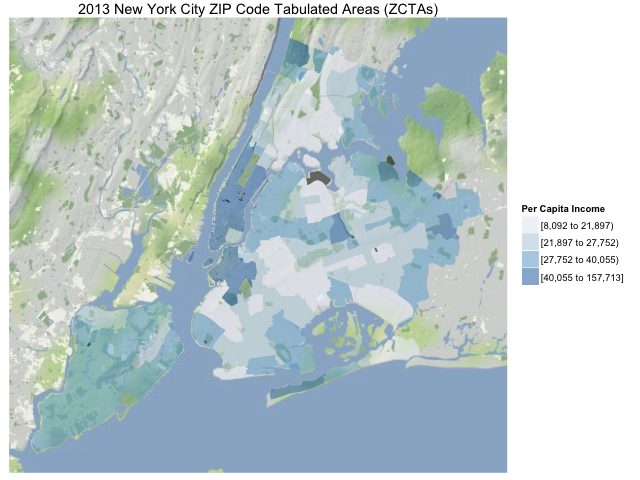 2013 New York City ZIP Code Tabulated Areas (ZCTAs)
Per Capita Income
[8,092 to 21,897)
[21,897 to 27,752)
[27,752 to 40,055)
[40,055 to 157,713]